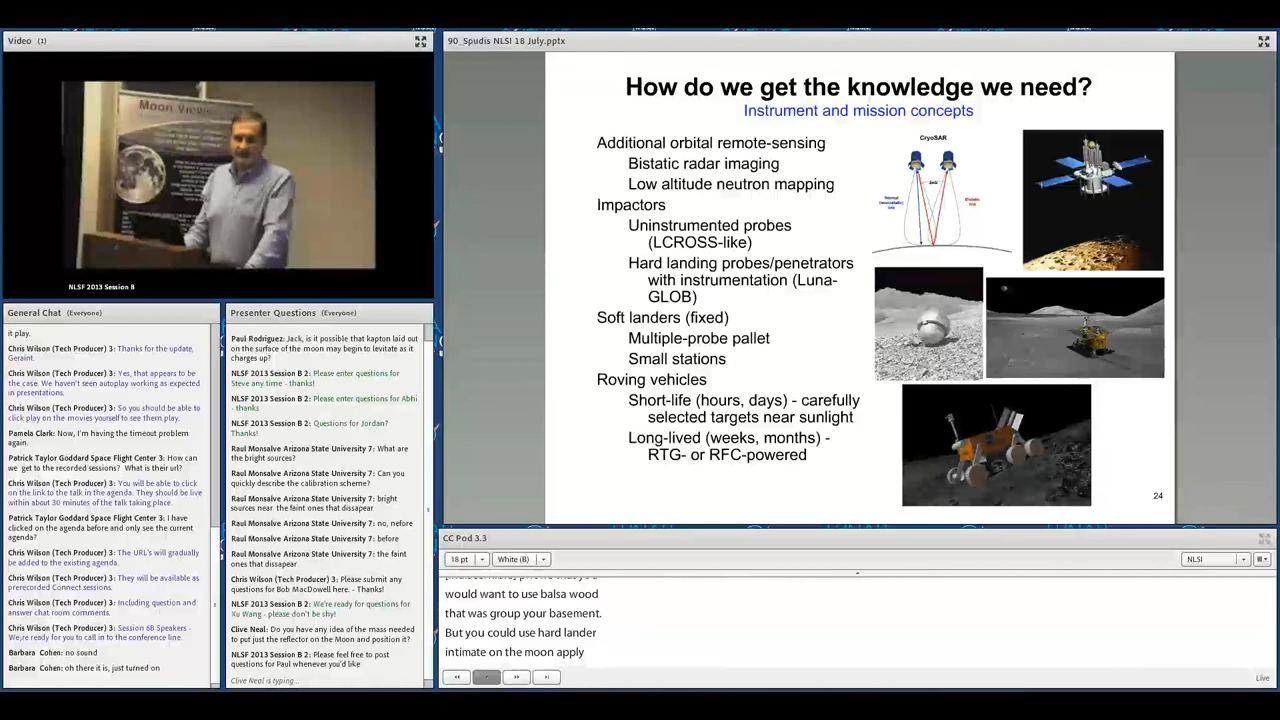 Video (1)
Moon Views
NLSF 2013 Session B
General Chat (Everyone)
it play.
Chris Wilson (Tech Producer) 3: Thanks for the update,
Geraint.
Chris Wilson (Tech Producer) 3: Yes, that appears to be
the case. We haven't seen autoplay working as expected
in presentations.
Chris Wilson (Tech Producer) 3: So you should be able to
click play on the movies yourself to see them play.
Pamela Clark: Now, I'm having the timeout problem
again.
Patrick Taylor Goddard Space Flight Center 3: How can
we get to the recorded sessions? What is their url?
Chris Wilson (Tech Producer) 3: You will be able to click
on the link to the talk in the agenda. They should be live
within about 30 minutes of the talk taking place.
Patrick Taylor Goddard Space Flight Center 3: I have
clicked on the agenda before and only see the current
agenda?
Chris Wilson (Tech Producer) 3: The URL's will gradually
be added to the existing agenda.
Chris Wilson (Tech Producer) 3: They will be available as
prerecorded Connect sessions.
Chris Wilson (Tech Producer) 3: Including question and
answer chat room comments.
Chris Wilson (Tech Producer) 3: Session 6B Speakers -
We,re ready for you to call in to the conference line.
Barbara Cohen: no sound
Barbara Cohen: oh there it is, just turned on
Presenter Questions (Everyone)
Paul Rodriguez: Jack, is it possible that kapton laid out
on the surface of the moon may begin to levitate as it
charges up?
NLSF 2013 Session B 2: Please enter questions for
Steve any time - thanks!
NLSF 2013 Session B 2: Please enter questions for Abhi
- thanks
NLSF 2013 Session B 2: Questions for Jordan?
Thanks!
Raul Monsalve Arizona State University 7: What are
the bright sources?
Raul Monsalve Arizona State University 7: Can you
quickly describe the calibration scheme?
Raul Monsalve Arizona State University 7: bright
sources near the faint ones that dissapear
Raul Monsalve Arizona State University 7: no, nefore
Raul Monsalve Arizona State University 7: before
Raul Monsalve Arizona State University 7: the faint
ones that dissapear
Chris Wilson (Tech Producer) 3: Please submit any
questions for Bob MacDowell here. - Thanks!
NLSF 2013 Session B 2: We're ready for questions for
Xu Wang - please don't be shy!
Clive Neal: Do you have any idea of the mass needed
to put just the reflector on the Moon and position it?
NLSF 2013 Session B 2: Please feel free to post
questions for Paul whenever you'd like
Clive Neal is typing...
90_Spudis NLSI 18 July.pptx
How do we get the knowledge we need?
Instrument and mission concepts
Additional orbital remote-sensing
Bistatic radar imaging
Low altitude neutron mapping
Impactors
Uninstrumented probes
(LCROSS-like)
Hard landing probes/penetrators
with instrumentation (Luna-
GLOB)
Soft landers (fixed)
Multiple-probe pallet
Small stations
Roving vehicles
Short-life (hours, days) - carefully
selected targets near sunlight
Long-lived (weeks, months) -
RTG- or RFC-powered
CryoSAR
24
CC Pod 3.3
18 pt
White (B)
NLSI
would want to use balsa wood
that was group your basement.
But you could use hard lander
intimate on the moon apply
Live